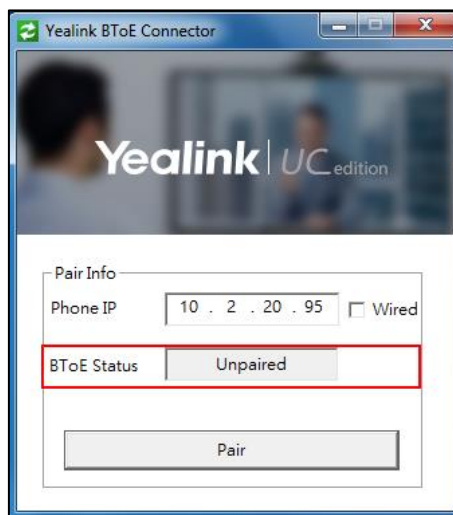 Yealink BToE Connector
Yealink | UC edition
Pair Info
Phone IP 10 . 2 . 20 . 95 Wired
BToE Status Unpaired
Pair